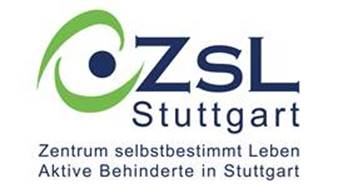 ZsL
Stuttgart
Zentrum selbstbestimmt Leben
Aktive Behinderte in Stuttgart